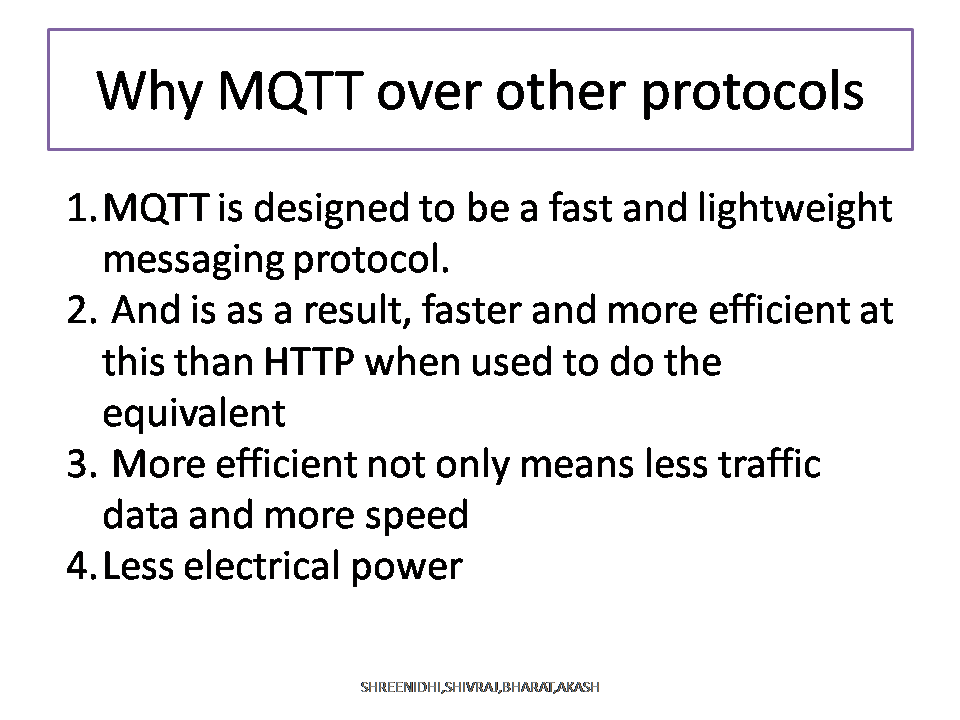 Why MQTT over other protocols
1. MQTT is designed to be a fast and lightweight
messaging protocol.
2. And is as a result, faster and more efficient at
this than HTTP when used to do the
equivalent
3. More efficient not only means less traffic
data and more speed
4. Less electrical power
SHREENIDHI,SHIVRAJ,BHARAT,AKASH